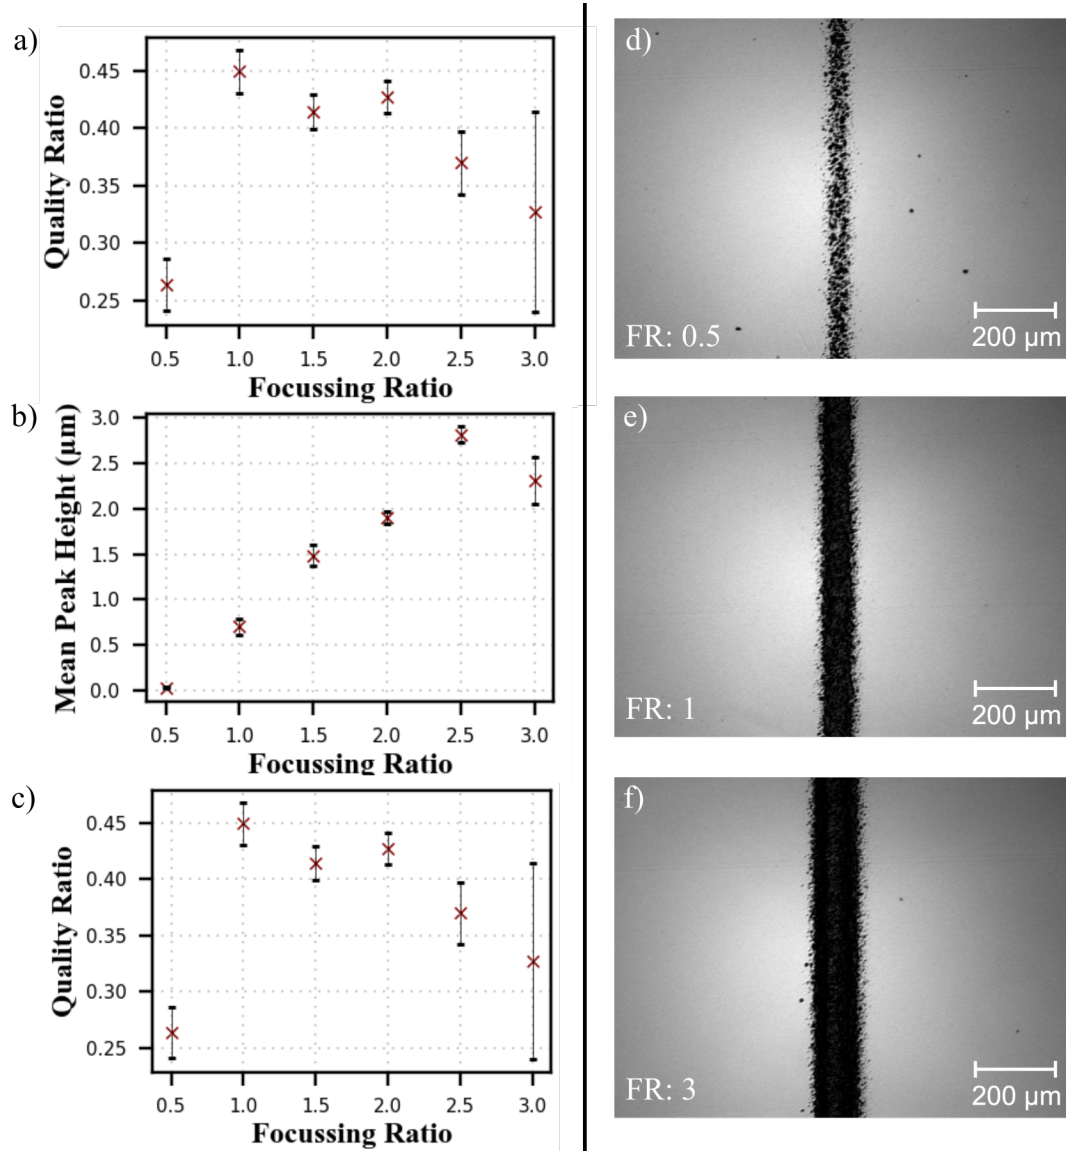 a)
Quality Ratio
0.45
0.40
0.35
0.30
0.25
0.5 1.0 1.5 2.0 2.5 3.0
Focussing Ratio
b)
Mean Peak Height (μm)
3.0
2.5
2.0
1.5
1.0
0.5
0.0
0.5 1.0 1.5 2.0 2.5 3.0
Focussing Ratio
c)
Quality Ratio
0.45
0.40
0.35
0.30
0.25
0.5 1.0 1.5 2.0 2.5 3.0
Focussing Ratio
d)
FR: 0.5
200 μm
e)
FR: 1
200 μm
f)
FR: 3
200 μm